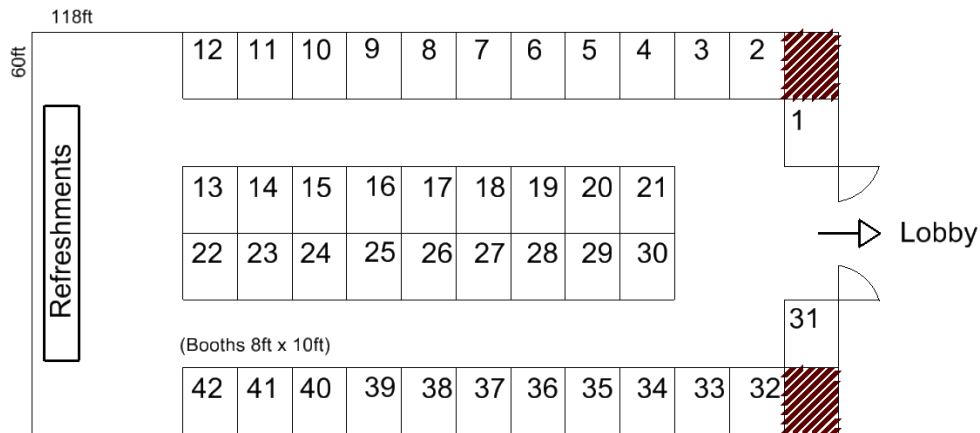 118ft
60ft
12 11 10 9 8 7 6 5 4 3 2
1
Refreshments
13 14 15 16 17 18 19 20 21
Lobby
22 23 24 25 26 27 28 29 30
31
(Booths 8ft x 10ft)
42 41 40 39 38 37 36 35 34 33 32